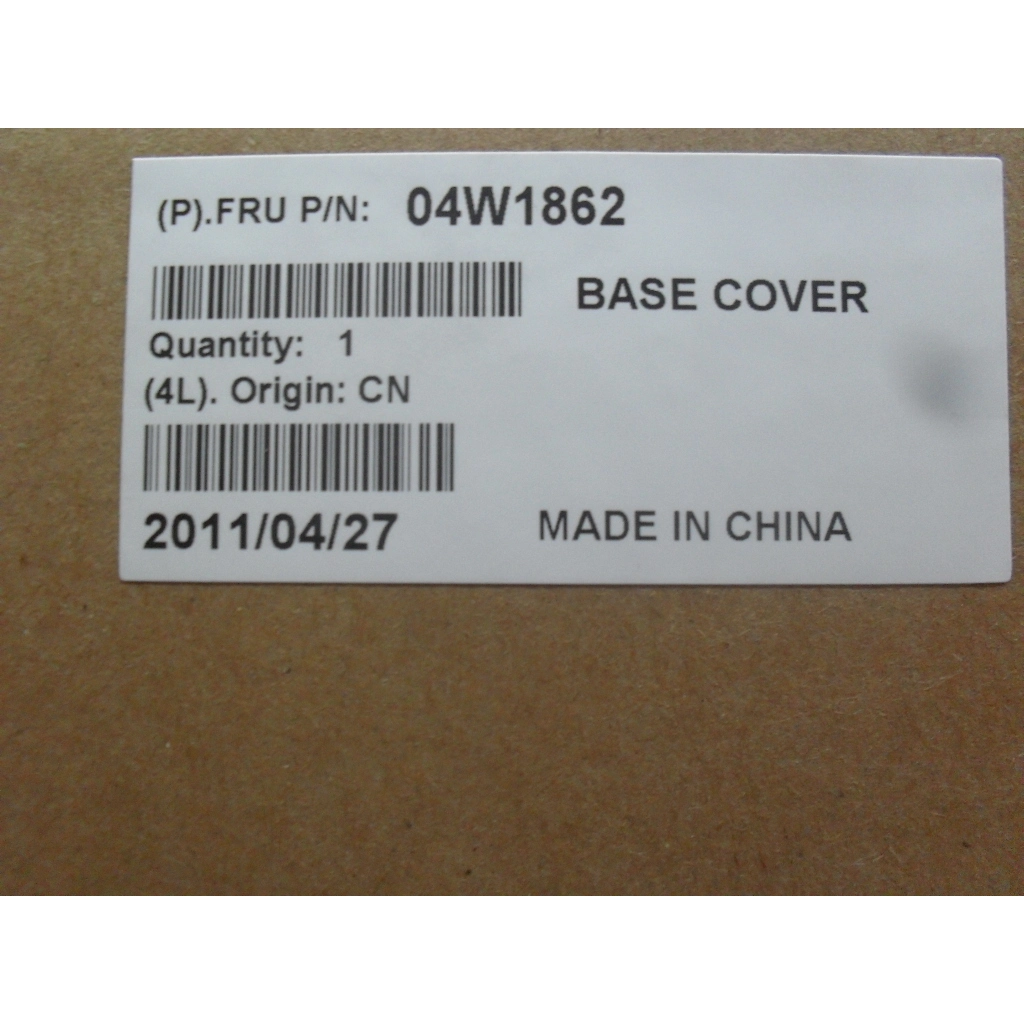 (P).FRU P/N: 04W1862
BASE COVER
Quantity: 1
(4L). Origin: CN
2011/04/27
MADE IN CHINA